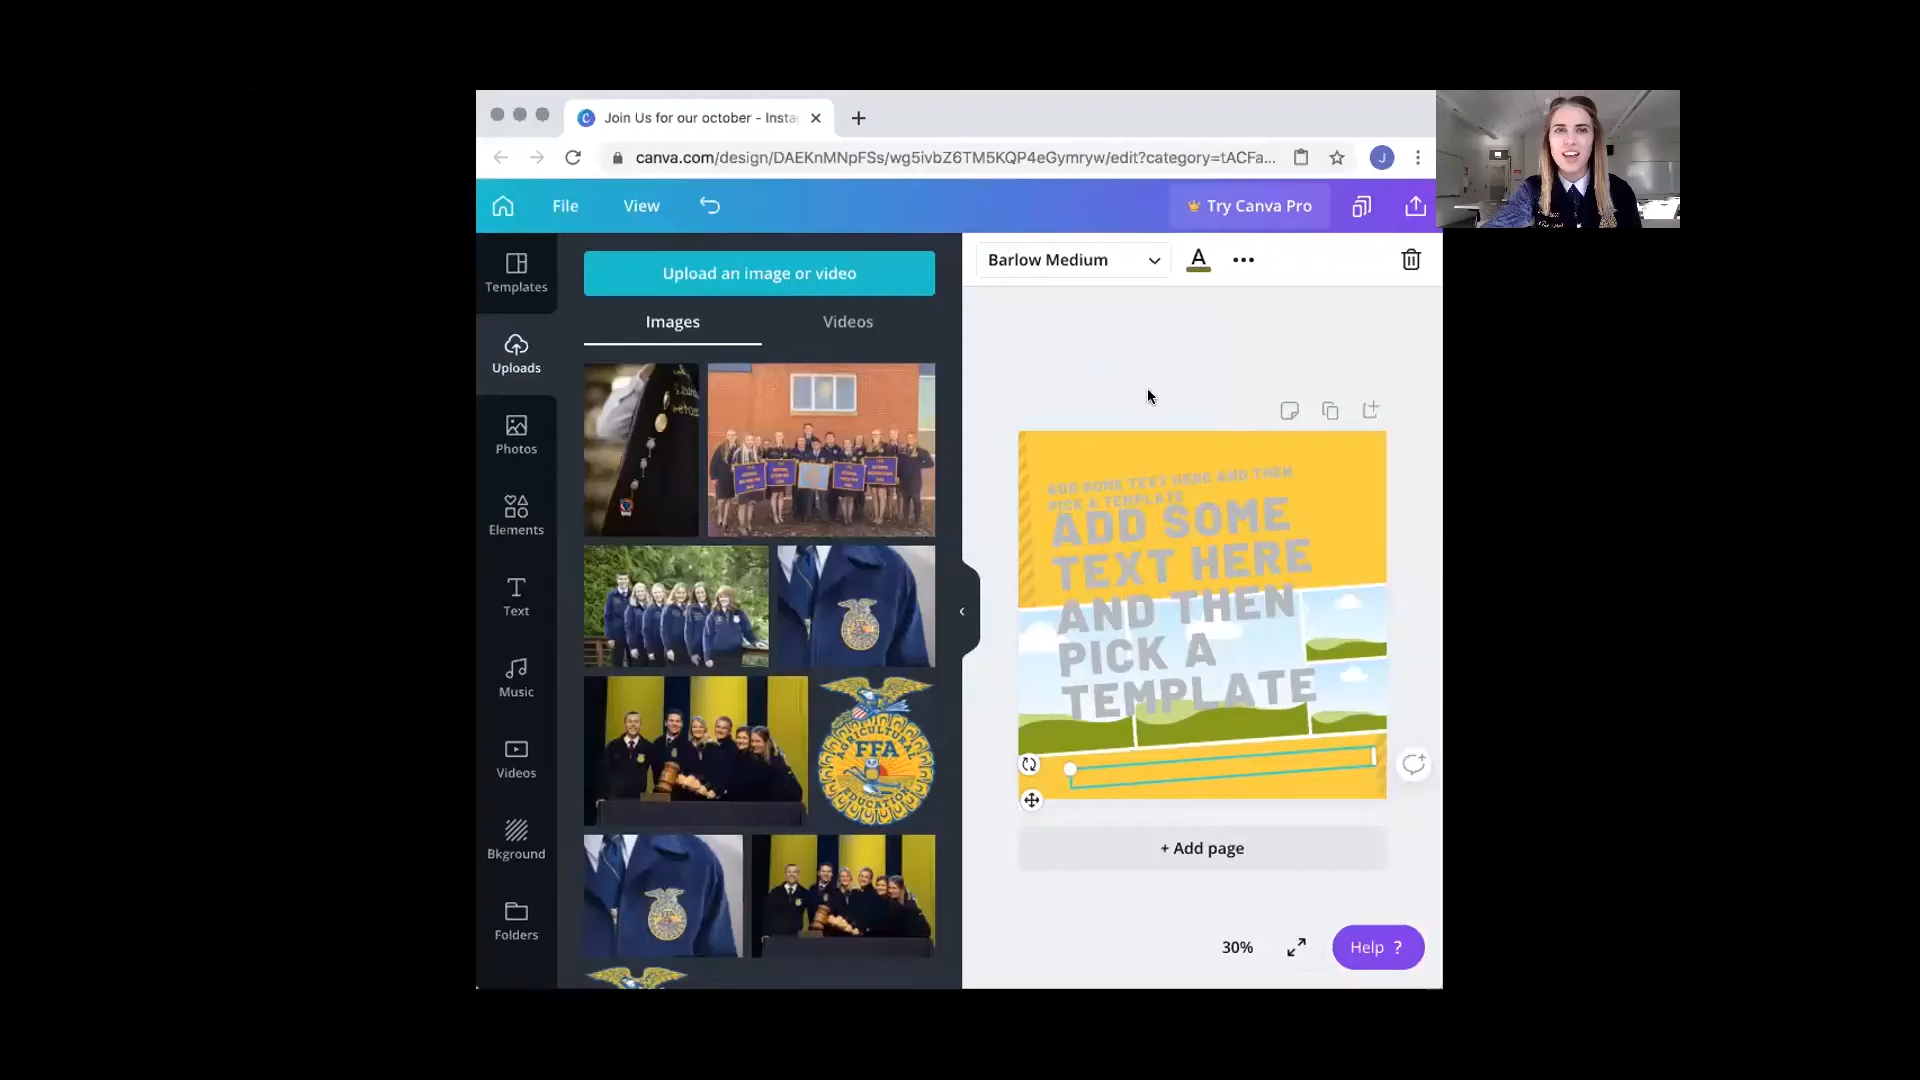 Join Us for our october - Insta
canva.com/design/DAEKnMNpFSs/wg5ivbZ6TM5KQP4eGymryw/edit?category=tACFa...
J
File
View
Try Canva Pro
Templates
Uploads
Photos
Elements
Text
Music
Videos
Bkground
Folders
Upload an image or video
Images
Videos
AGRICULTURAL
FFA
EDUCATION
Barlow Medium
A
ADD SOME TEXT HERE AND THEN
PICK A TEMPLATE
ADD SOME
TEXT HERE
AND THEN
PICK A
TEMPLATE
+ Add page
30%
Help ?